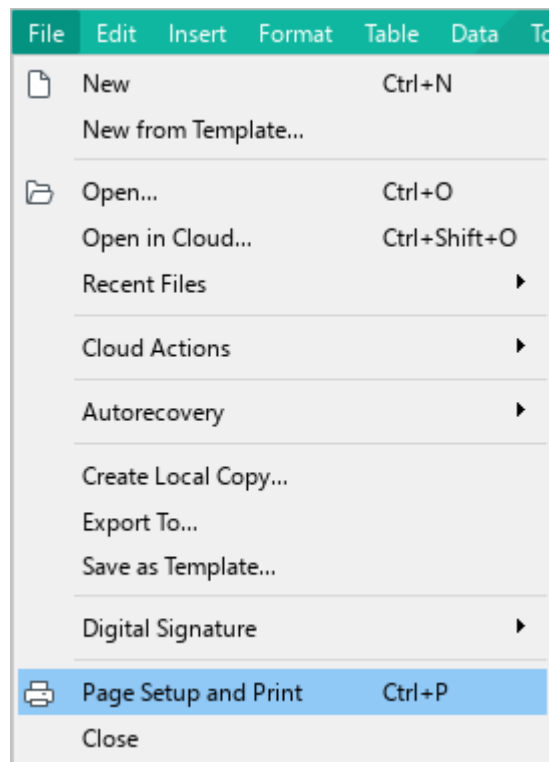 File Edit Insert Format Table Data To
New Ctrl+N
New from Template...
Open... Ctrl+O
Open in Cloud... Ctrl+Shift+O
Recent Files
Cloud Actions
Autorecovery
Create Local Copy...
Export To...
Save as Template...
Digital Signature
Page Setup and Print Ctrl+P
Close